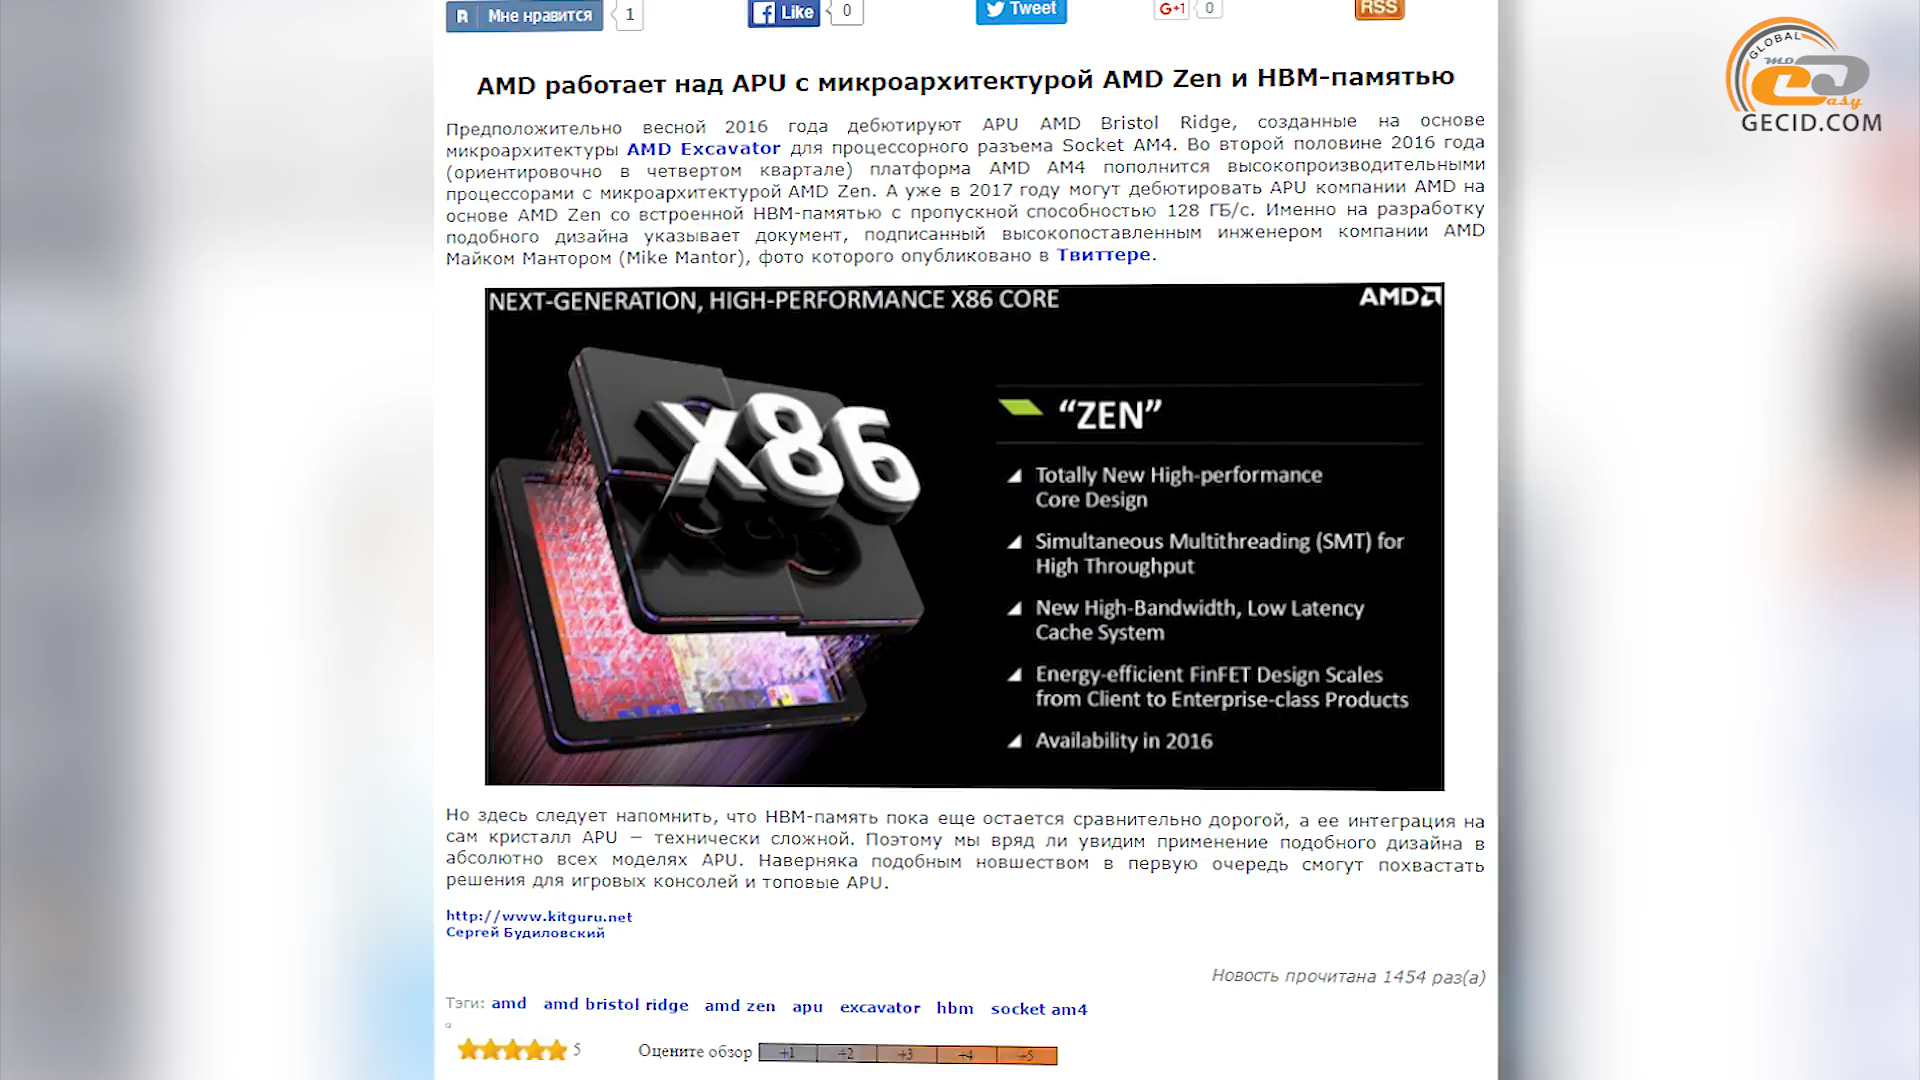 Мне нравится 1 Like 0 Tweet G+1 0 RSS
GLOBAL
easy
GECID.COM
AMD работает над APU с микроархитектурой AMD Zen и HBM-памятью
Предположительно весной 2016 года дебютируют APU AMD Bristol Ridge, созданные на основе
микроархитектуры AMD Excavator для процессорного разъема Socket AM4. Во второй половине 2016 года
(ориентировочно в четвертом квартале) платформа AMD AM4 пополнится высокопроизводительными
процессорами с микроархитектурой AMD Zen. А уже в 2017 году могут дебютировать APU компании AMD на
основе AMD Zen со встроенной HBM-памятью с пропускной способностью 128 ГБ/с. Именно на разработку
подобного дизайна указывает документ, подписанный высокопоставленным инженером компании AMD
Майком Мантором (Mike Mantor), фото которого опубликовано в Твиттере.
NEXT-GENERATION, HIGH-PERFORMANCE X86 CORE
AMD
X86
“ZEN”
Totally New High-performance
Core Design
Simultaneous Multithreading (SMT) for
High Throughput
New High-Bandwidth, Low Latency
Cache System
Energy-efficient FinFET Design Scales
from Client to Enterprise-class Products
Availability in 2016
Но здесь следует напомнить, что HBM-память пока еще остается сравнительно дорогой, а ее интеграция на
сам кристалл APU – технически сложной. Поэтому мы вряд ли увидим применение подобного дизайна в
абсолютно всех моделях APU. Наверняка подобным новшеством в первую очередь смогут похвастать
решения для игровых консолей и топовые APU.
http://www.kitguru.net
Сергей Будиловский
Новость прочитана 1454 раз(а)
Тэги: amd amd bristol ridge amd zen apu excavator hbm socket am4
5 Оцените обзор +1 +2 +3 +4 +5